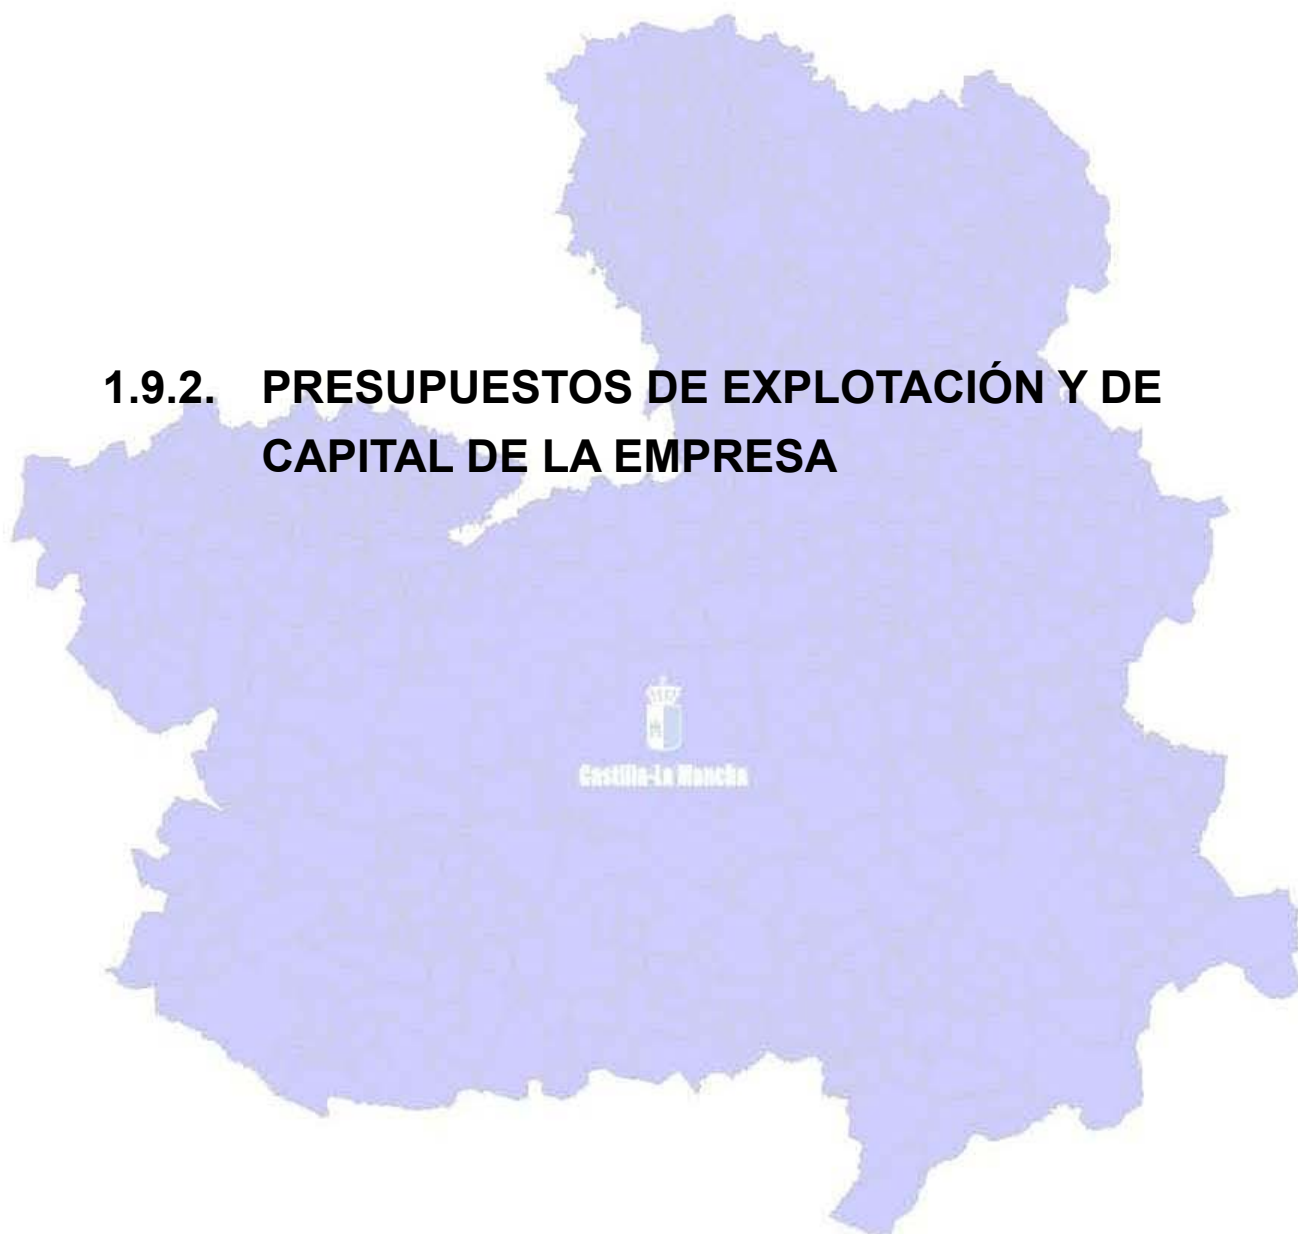 1.9.2. PRESUPUESTOS DE EXPLOTACIÓN Y DE
CAPITAL DE LA EMPRESA
Castilla-La Mancha